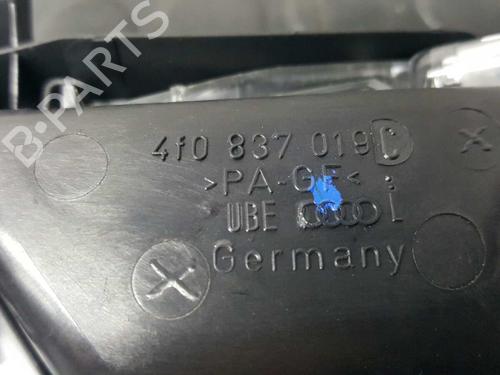 B-PARTS
4f0 837 019 C
>PA-GF<
UBE L
Germany